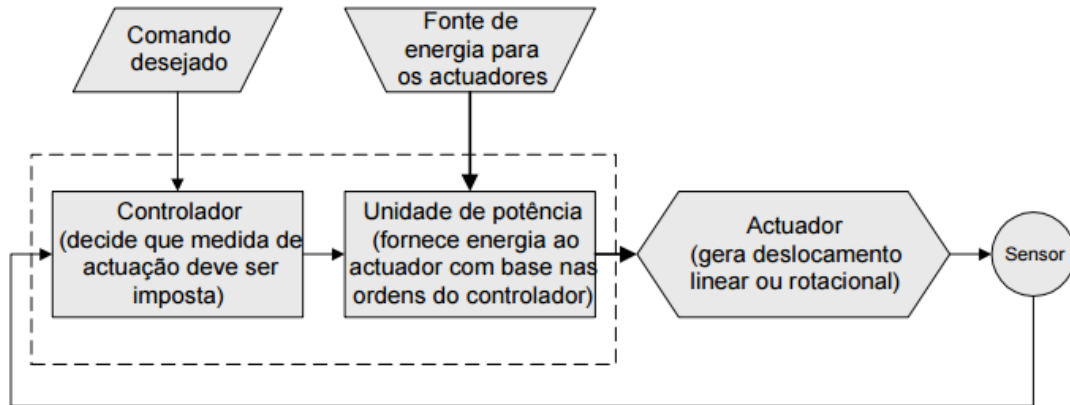 Comando
desejado
Fonte de
energia para
os actuadores
Controlador
(decide que medida de
actuação deve ser
imposta)
Unidade de potência
(fornece energia ao
actuador com base nas
ordens do controlador)
Actuador
(gera deslocamento
linear ou rotacional)
Sensor